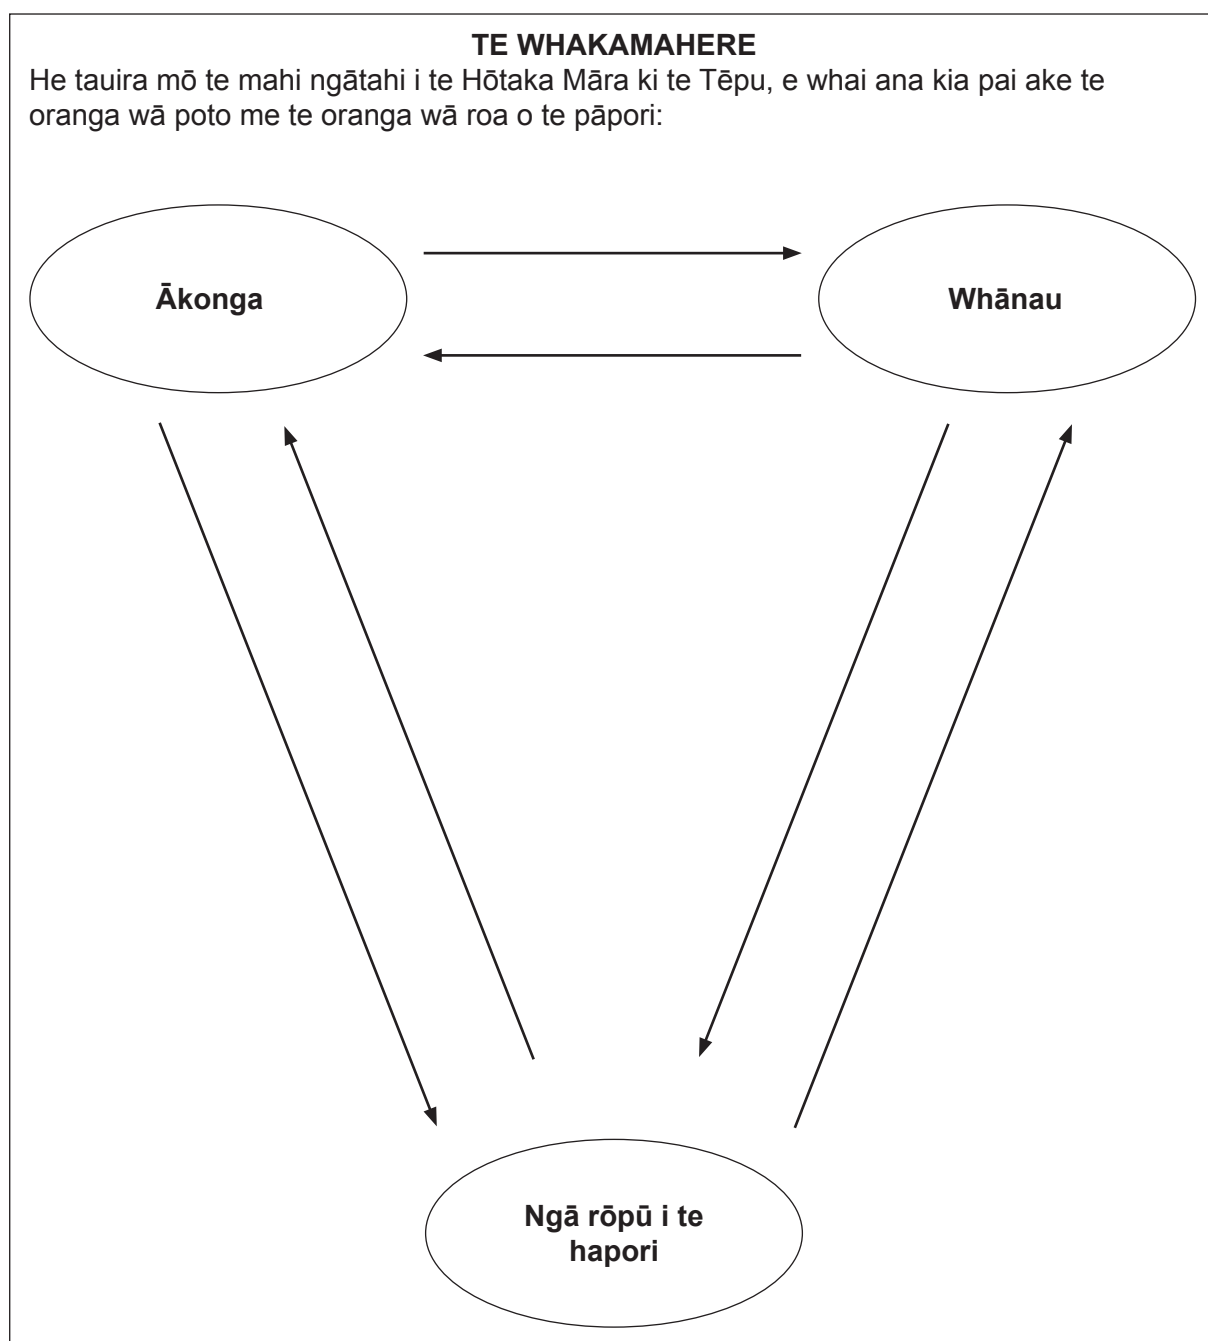 TE WHAKAMAHERE
He tauira mō te mahi ngātahi i te Hōtaka Māra ki te Tēpu, e whai ana kia pai ake te
oranga wā poto me te oranga wā roa o te pāpori:
Ākonga
Whānau
Ngā rōpū i te
hapori